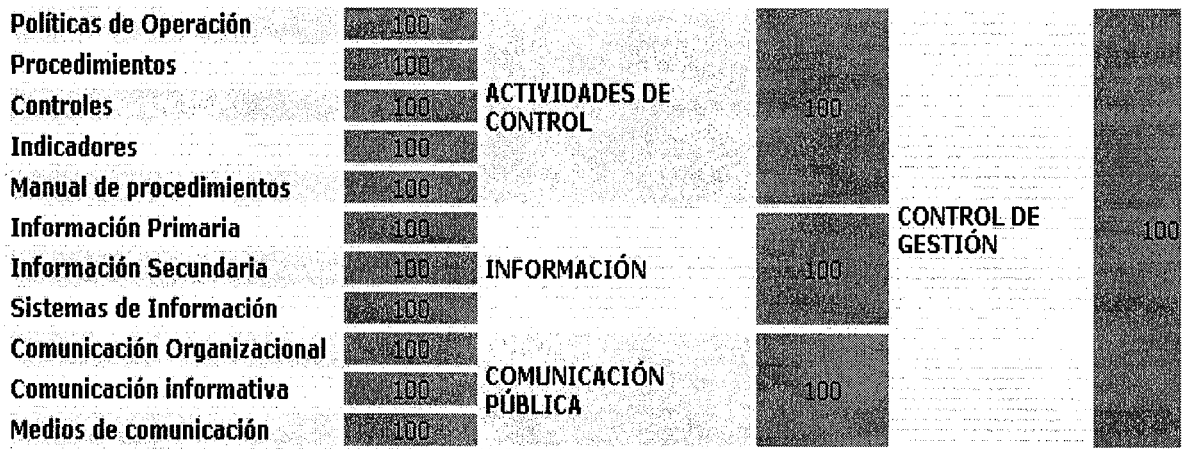 Políticas de Operación 100
Procedimientos 100
Controles 100
Indicadores 100
Manual de procedimientos 100
ACTIVIDADES DE
CONTROL
100
Información Primaria 100
Información Secundaria 100
Sistemas de Información 100
INFORMACIÓN
100
Comunicación Organizacional 100
Comunicación informativa 100
Medios de comunicación 100
COMUNICACIÓN
PÚBLICA
100
CONTROL DE
GESTIÓN
100